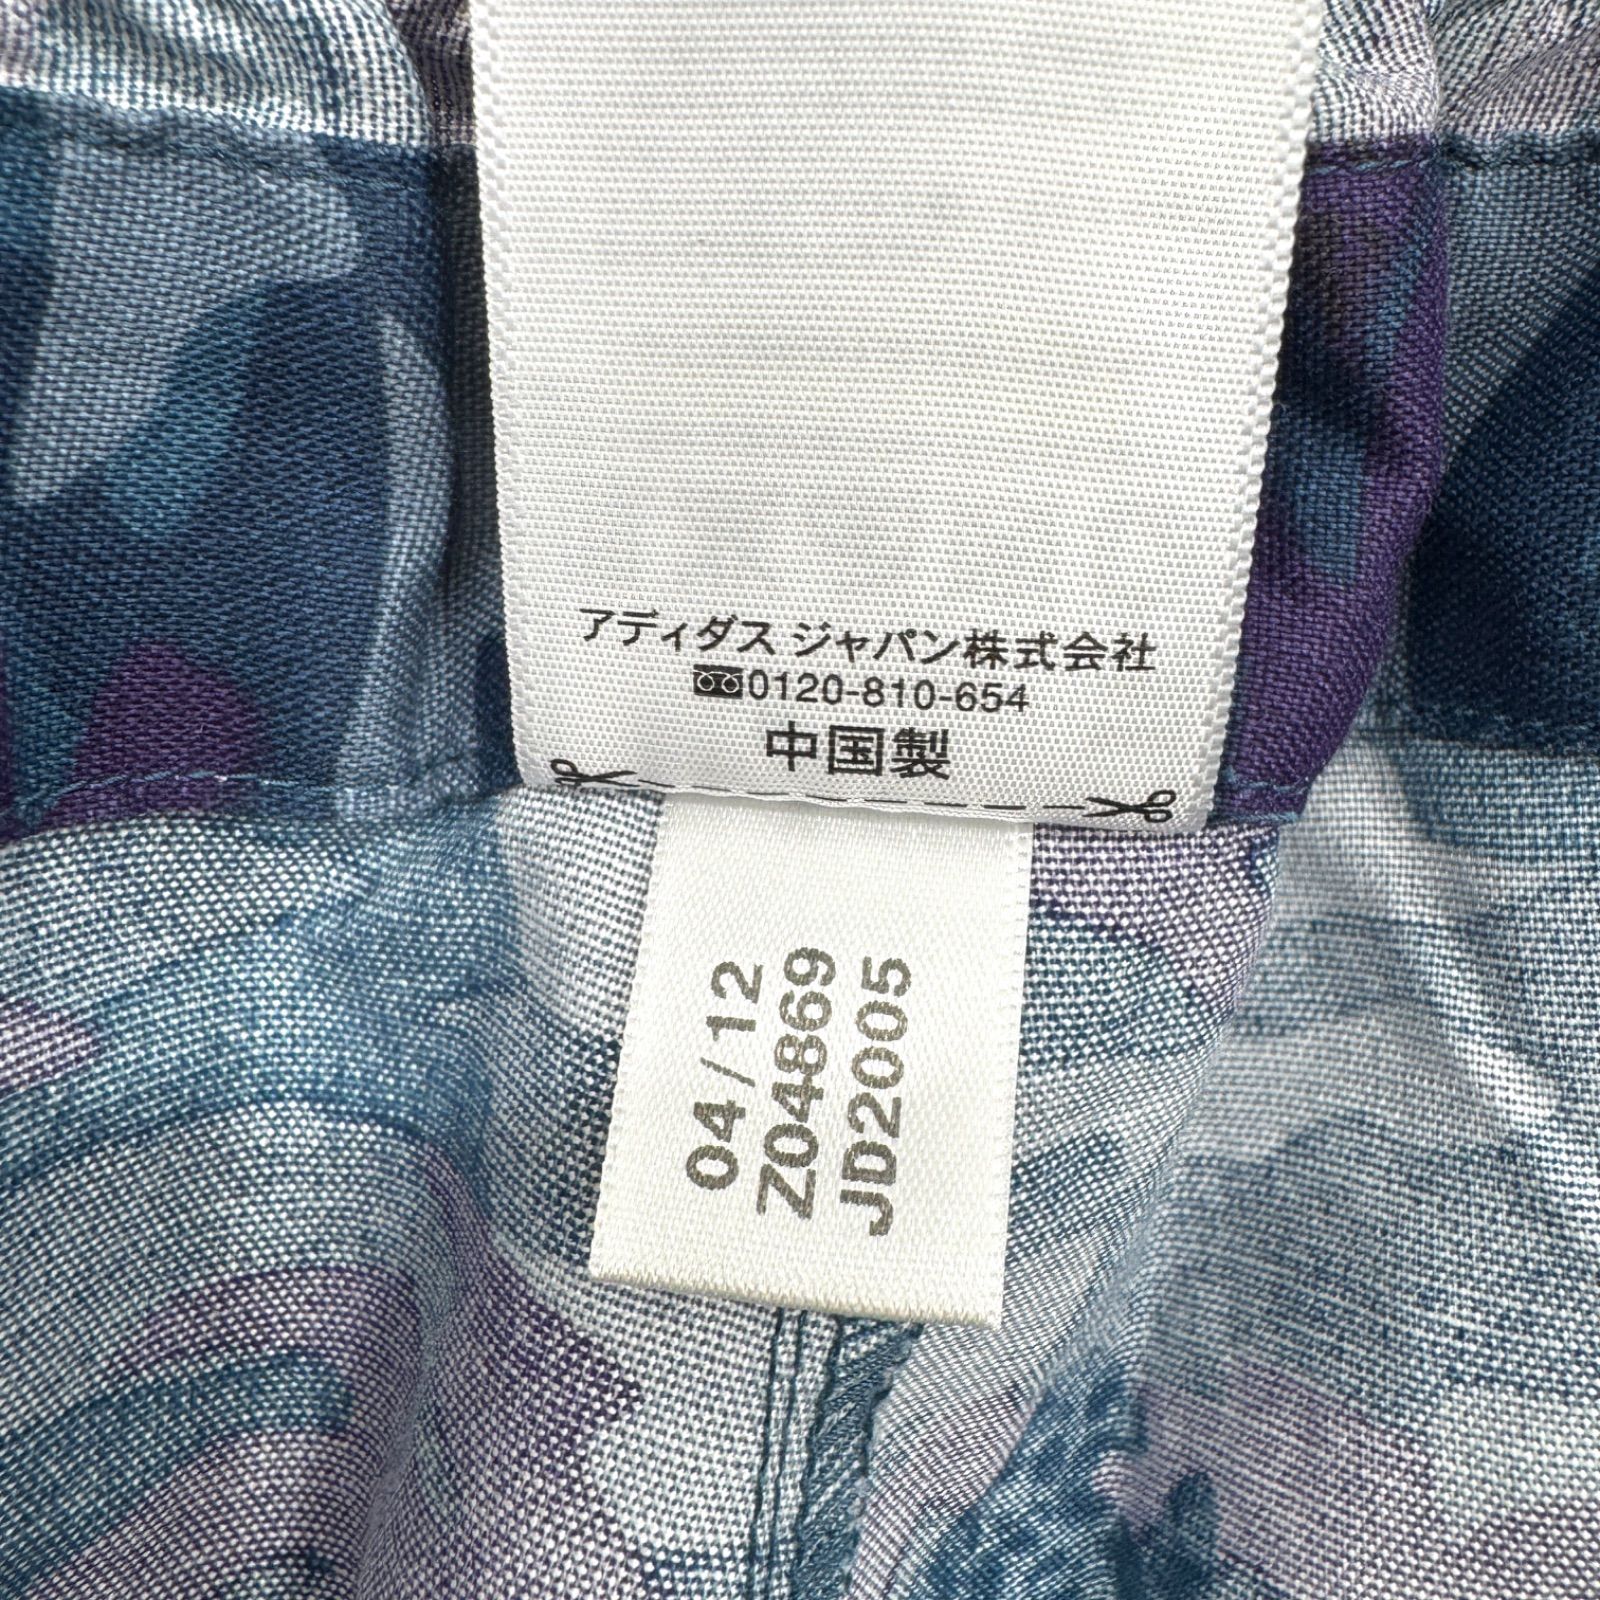 アディダス ジャパン株式会社
0120-810-654
中国製
04/12
Z04869
JD2005